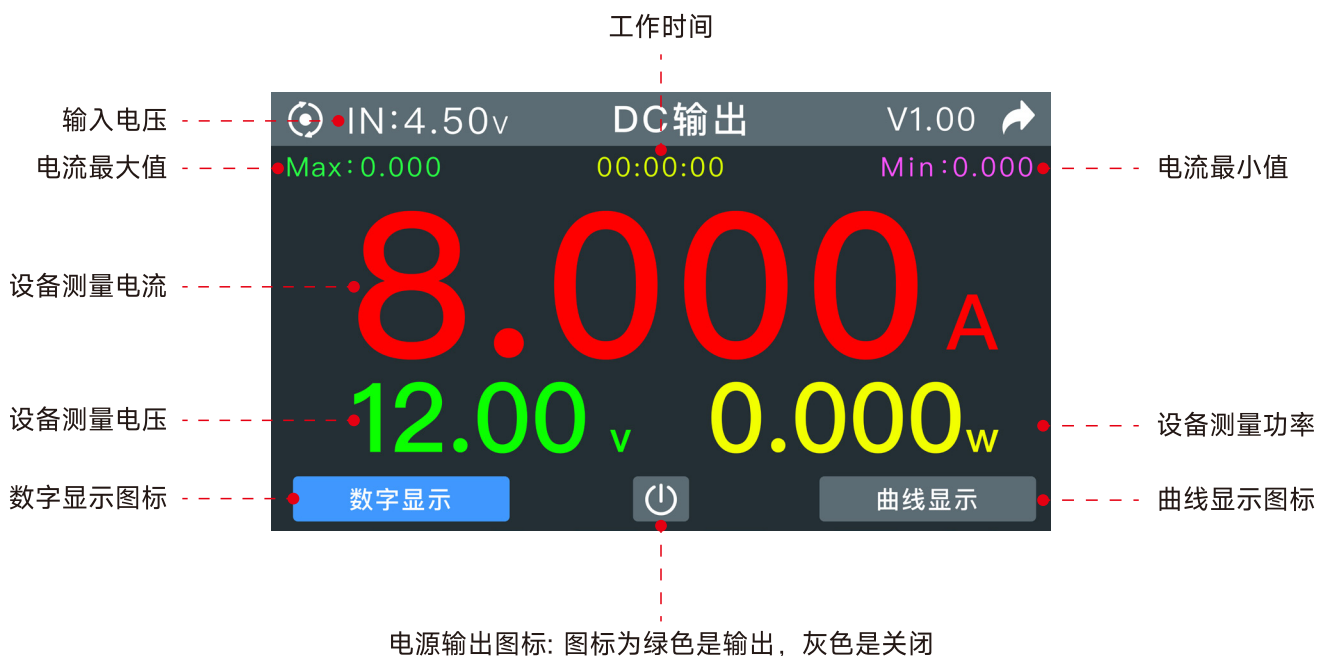 工作时间
输入电压
IN:4.50v
DC输出
V1.00
电流最大值
Max:0.000
00:00:00
Min:0.000
电流最小值
设备测量电流
8.000A
设备测量电压
12.00v
0.000w
设备测量功率
数字显示图标
数字显示
曲线显示
曲线显示图标
电源输出图标: 图标为绿色是输出，灰色是关闭